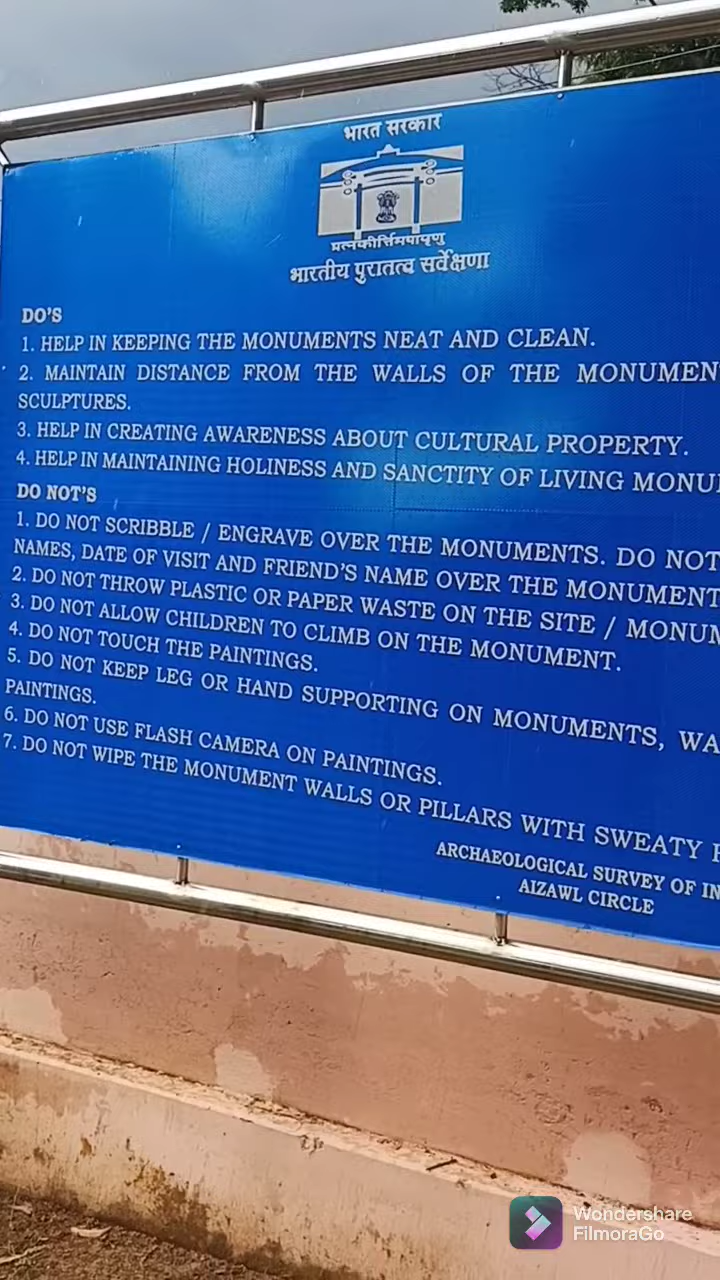 भारत सरकार
प्रत्नकीर्तिमपावृणु
भारतीय पुरातत्व सर्वेक्षण
DO'S
1. HELP IN KEEPING THE MONUMENTS NEAT AND CLEAN.
2. MAINTAIN DISTANCE FROM THE WALLS OF THE
SCULPTURES.
3. HELP IN CREATING AWARENESS ABOUT CULTURAL PROPERTY.
4. HELP IN MAINTAINING HOLINESS AND SANCTITY OF LIVING
DO NOT'S
1. DO NOT SCRIBBLE / ENGRAVE OVER THE MONUMENTS. DO NOT
NAMES, DATE OF VISIT AND FRIEND'S NAME OVER THE MONUMENT
2. DO NOT THROW PLASTIC OR PAPER WASTE ON THE SITE /
3. DO NOT ALLOW CHILDREN TO CLIMB ON THE MONUMENT.
4. DO NOT TOUCH THE PAINTINGS.
5. DO NOT KEEP LEG OR HAND SUPPORTING ON MONUMENTS,
PAINTINGS.
6. DO NOT USE FLASH CAMERA ON PAINTINGS.
7. DO NOT WIPE THE MONUMENT WALLS OR PILLARS WITH SWEATY
ARCHAEOLOGICAL SURVEY OF
AIZAWL CIRCLE
Wondershare
FilmoraGo